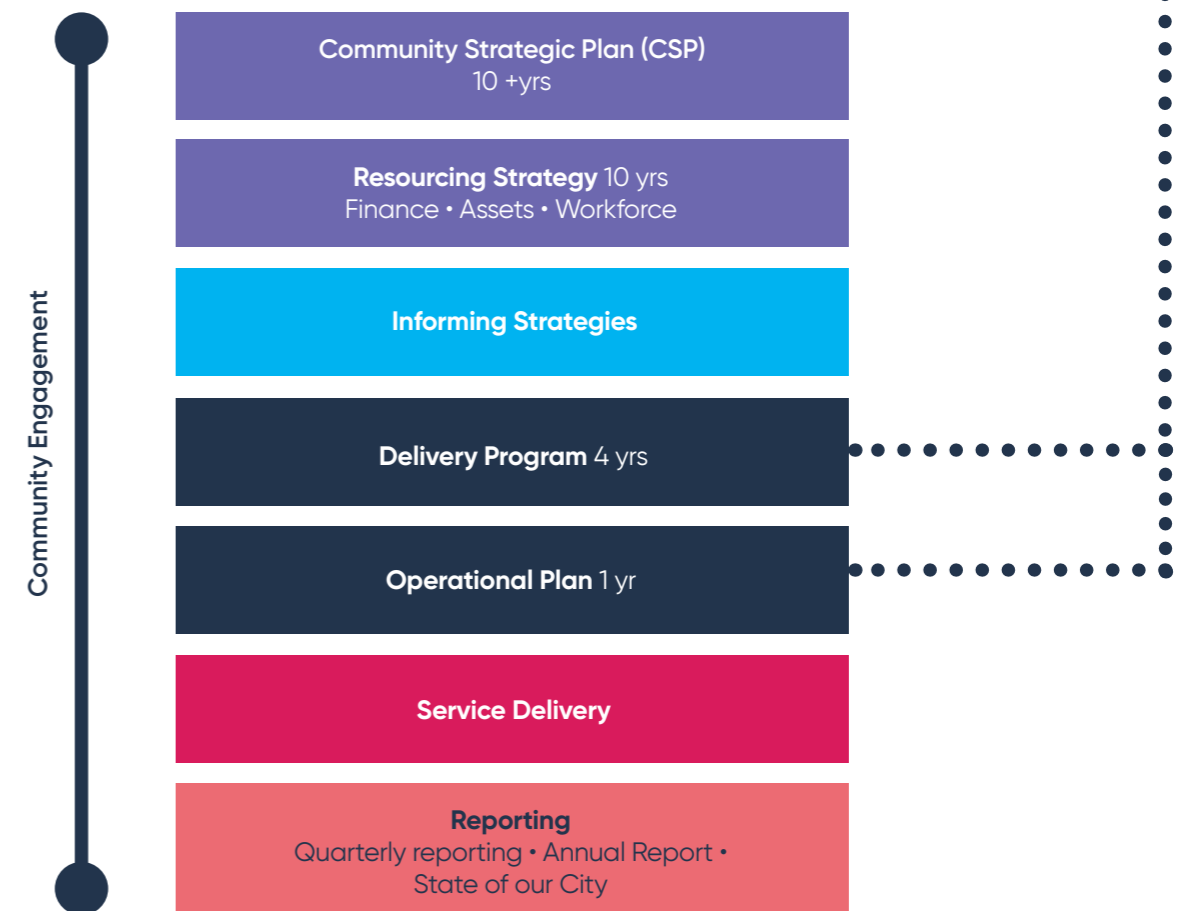 Community Engagement
Community Strategic Plan (CSP)
10 +yrs
Resourcing Strategy 10 yrs
Finance • Assets • Workforce
Informing Strategies
Delivery Program 4 yrs
Operational Plan 1 yr
Service Delivery
Reporting
Quarterly reporting • Annual Report •
State of our City